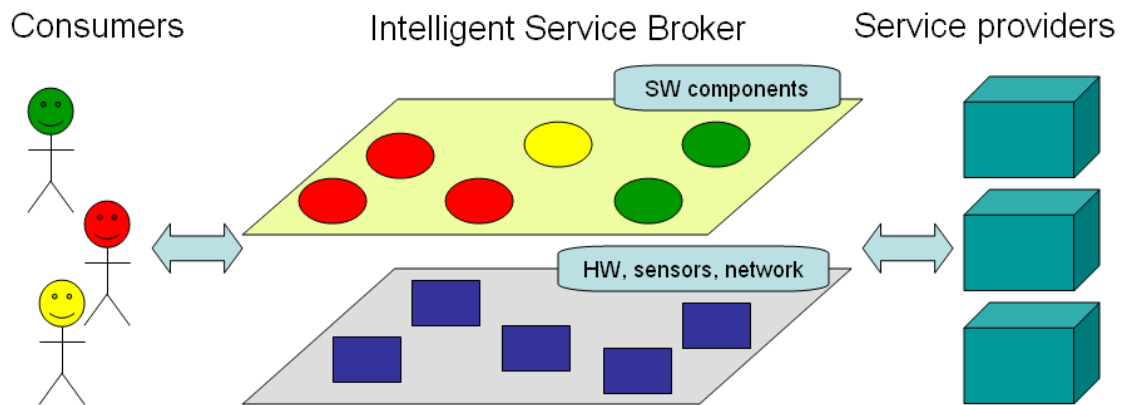 Consumers
Intelligent Service Broker
Service providers
SW components
HW, sensors, network